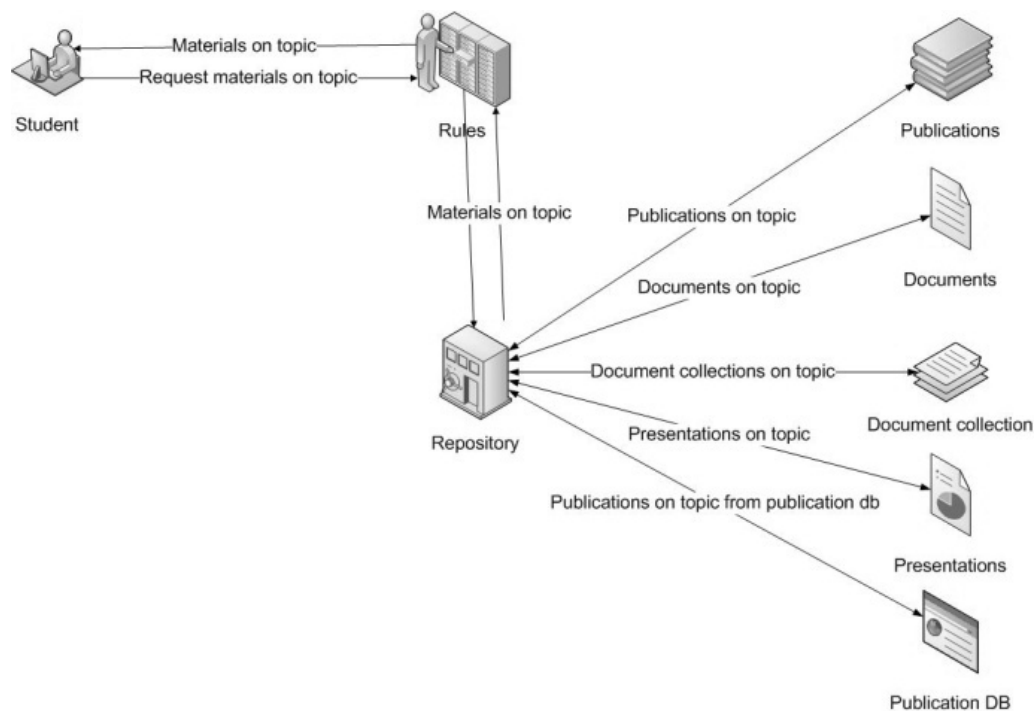 Materials on topic
Request materials on topic
Student
Rules
Publications
Materials on topic
Publications on topic
Documents
Documents on topic
Document collections on topic
Document collection
Repository
Presentations on topic
Publications on topic from publication db
Presentations
Publication DB